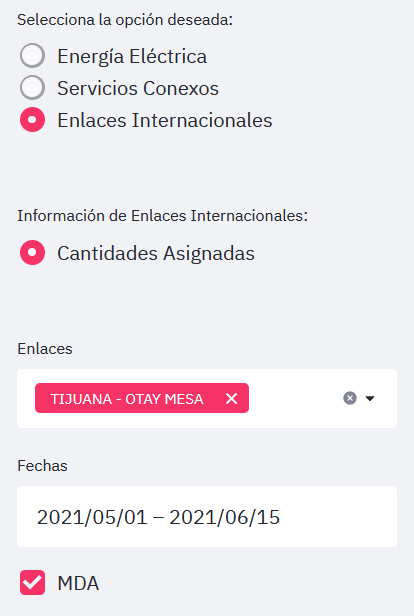 Selecciona la opción deseada:
Energía Eléctrica
Servicios Conexos
Enlaces Internacionales
Información de Enlaces Internacionales:
Cantidades Asignadas
Enlaces
TIJUANA - OTAY MESA
Fechas
2021/05/01 – 2021/06/15
MDA